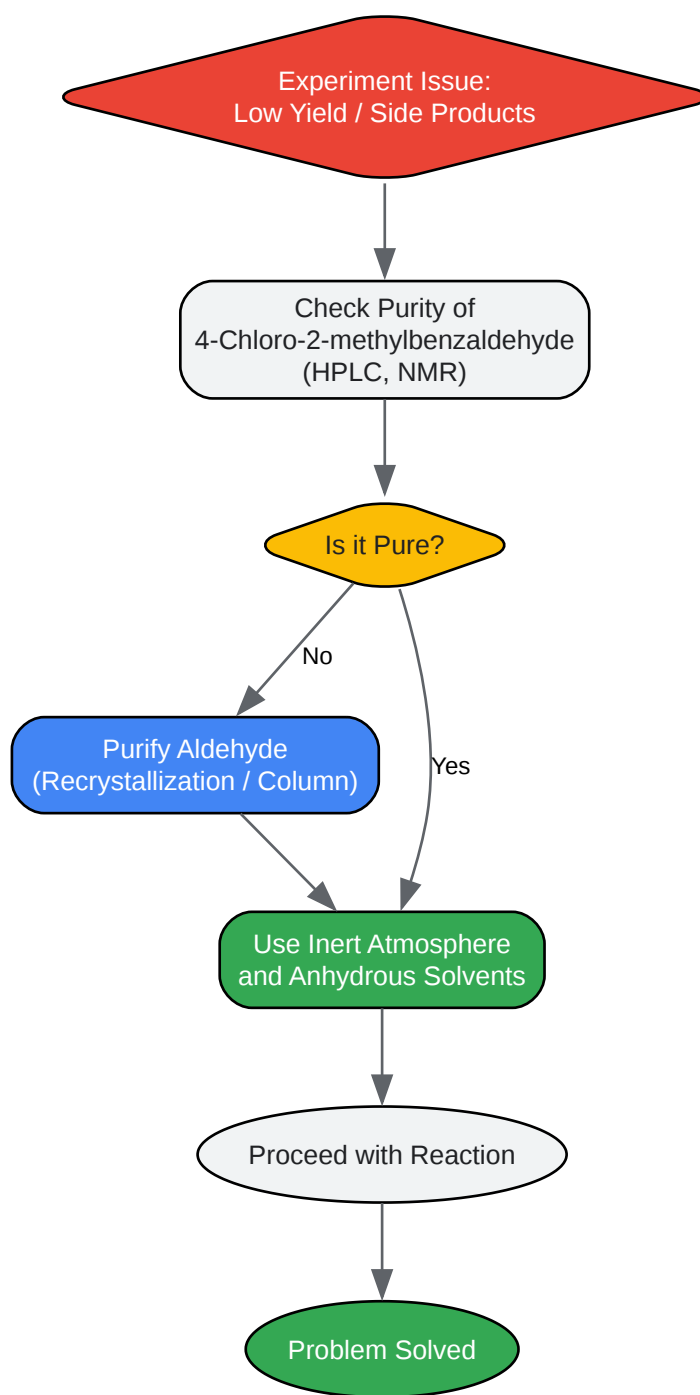 Experiment Issue:
Low Yield / Side Products
Check Purity of
4-Chloro-2-methylbenzaldehyde
(HPLC, NMR)
Is it Pure?
No
Purify Aldehyde
(Recrystallization / Column)
Yes
Use Inert Atmosphere
and Anhydrous Solvents
Proceed with Reaction
Problem Solved